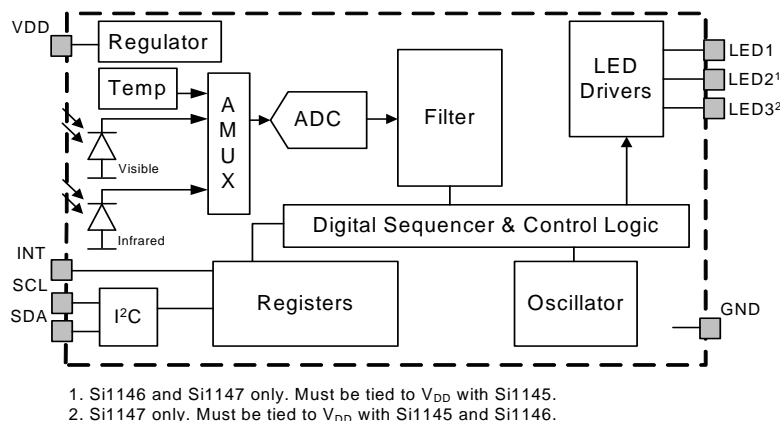 VDD
Regulator
LED1
LED2¹
LED3²
LED
Drivers
Temp
A
M
U
X
ADC
Filter
Visible
Infrared
Digital Sequencer & Control Logic
INT
SCL
SDA
I²C
Registers
Oscillator
GND
1. Si1146 and Si1147 only. Must be tied to VDD with Si1145.
2. Si1147 only. Must be tied to VDD with Si1145 and Si1146.